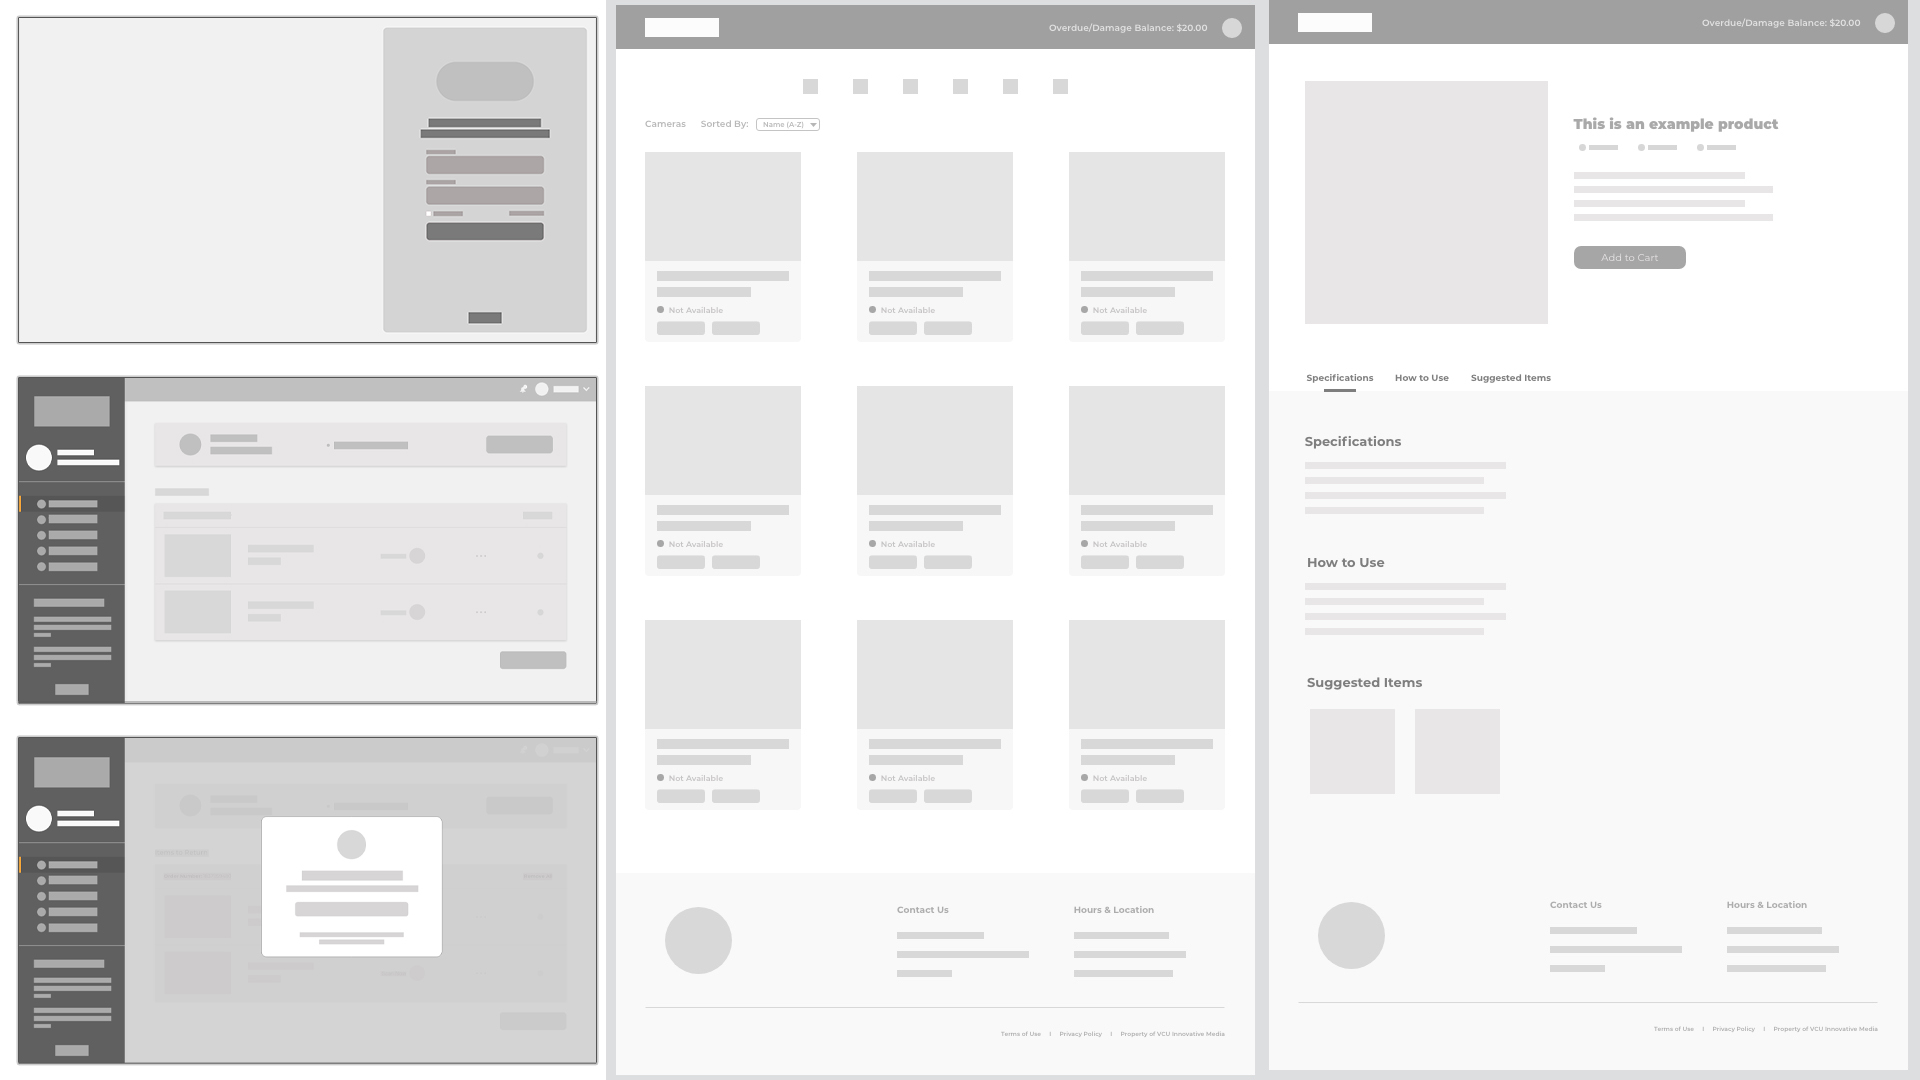 Overdue/Damage Balance: $20.00
Cameras Sorted By: Name (A-Z)
Not Available Not Available Not Available
Not Available Not Available Not Available
Not Available Not Available Not Available
Contact Us Hours & Location
Terms of Use | Privacy Policy | Property of VCU Innovative Media
Overdue/Damage Balance: $20.00
This is an example product
Add to Cart
Specifications How to Use Suggested Items
Specifications
How to Use
Suggested Items
Contact Us Hours & Location
Terms of Use | Privacy Policy | Property of VCU Innovative Media